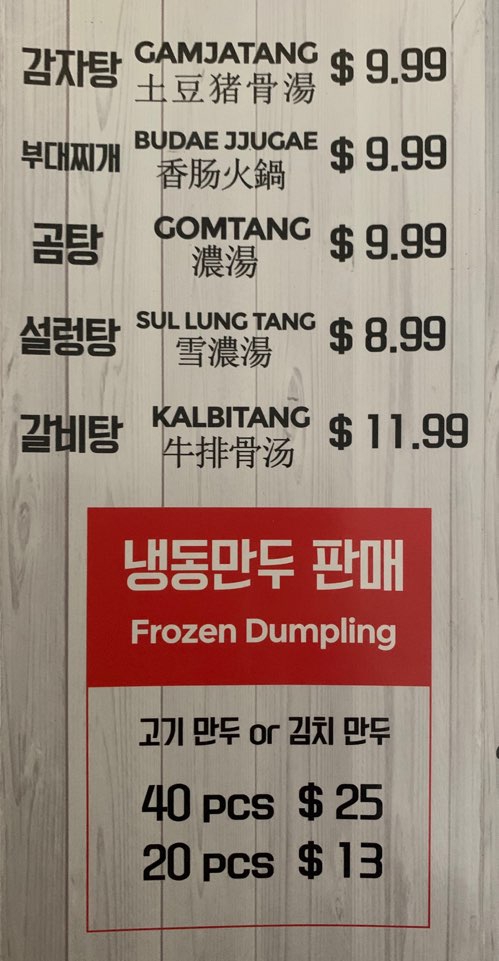 감자탕 GAMJATANG $ 9.99
土豆猪骨湯
부대찌개 BUDAE JJUGAE $ 9.99
香肠火鍋
곰탕 GOMTANG $ 9.99
濃湯
설렁탕 SUL LUNG TANG $ 8.99
雪濃湯
갈비탕 KALBITANG $ 11.99
牛排骨汤
냉동만두 판매
Frozen Dumpling
고기 만두 or 김치 만두
40 PCS $ 25
20 PCS $ 13